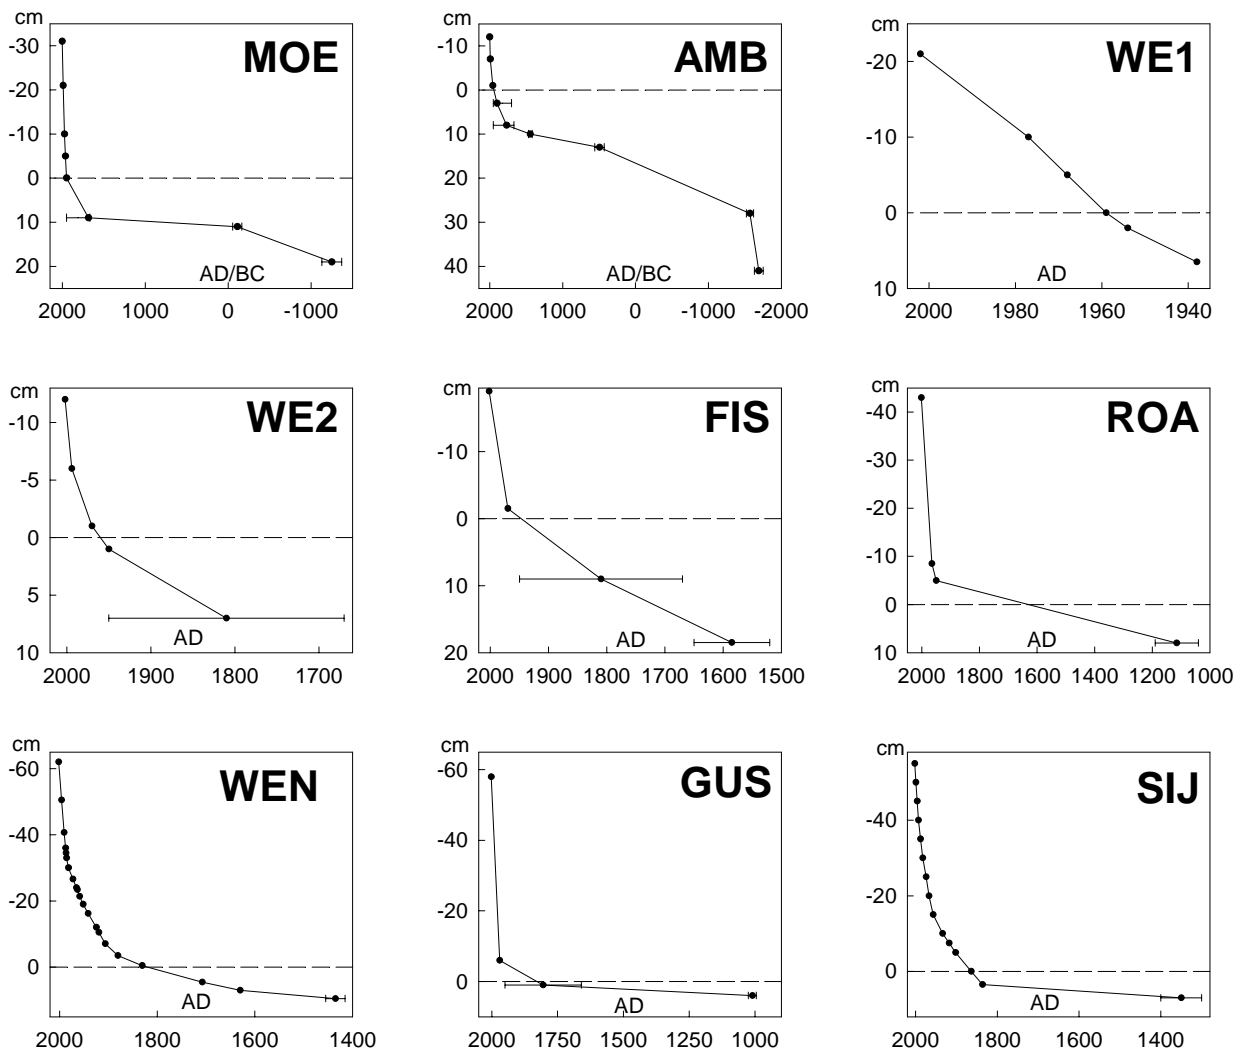 cm
-30
-20
-10
0
10
20
MOE
AD/BC
2000 1000 0 -1000
cm
-10
0
10
20
30
40
AMB
AD/BC
2000 1000 0 -1000 -2000
cm
-20
-10
0
10
WE1
AD
2000 1980 1960 1940
cm
-10
-5
0
5
10
WE2
AD
2000 1900 1800 1700
cm
-10
0
10
20
FIS
AD
2000 1900 1800 1700 1600 1500
cm
-40
-30
-20
-10
0
10
ROA
AD
2000 1800 1600 1400 1200 1000
cm
-60
-40
-20
0
WEN
AD
2000 1800 1600 1400
cm
-60
-40
-20
0
GUS
AD
2000 1750 1500 1250 1000
cm
-40
-20
0
SIJ
AD
2000 1800 1600 1400